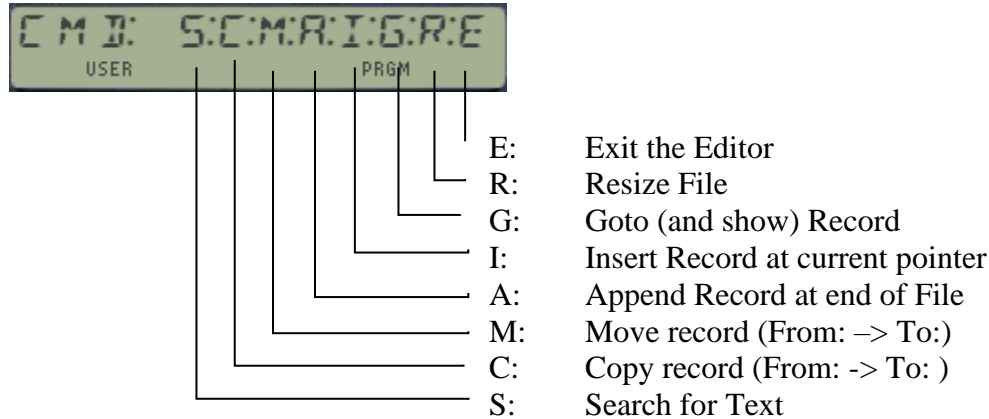 CMD: S:C:M:A:I:G:R:E
USER PRGM
E: Exit the Editor
R: Resize File
G: Goto (and show) Record
I: Insert Record at current pointer
A: Append Record at end of File
M: Move record (From: –> To:)
C: Copy record (From: -> To: )
S: Search for Text